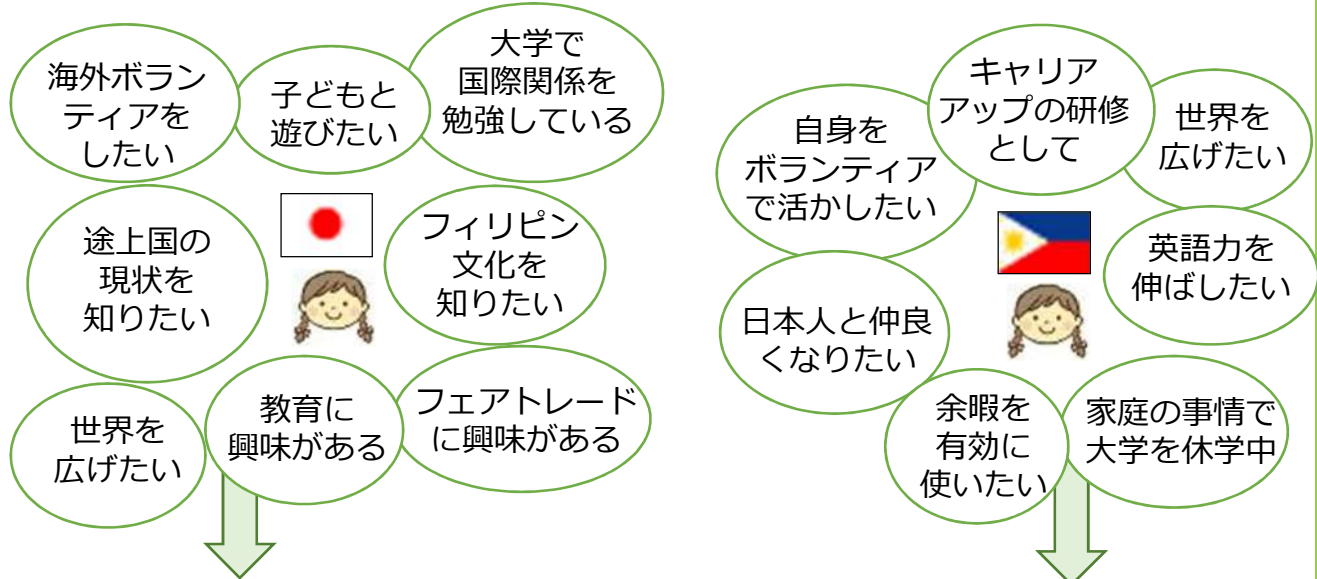 海外ボラン
ティアを
したい
子どもと
遊びたい
大学で
国際関係を
勉強している
途上国の
現状を
知りたい
フィリピン
文化を
知りたい
世界を
広げたい
教育に
興味がある
フェアトレード
に興味がある
自身を
ボランティア
で活かしたい
キャリア
アップの研修
として
世界を
広げたい
英語力を
伸ばしたい
日本人と仲良
くなりたい
余暇を
有効に
使いたい
家庭の事情で
大学を休学中